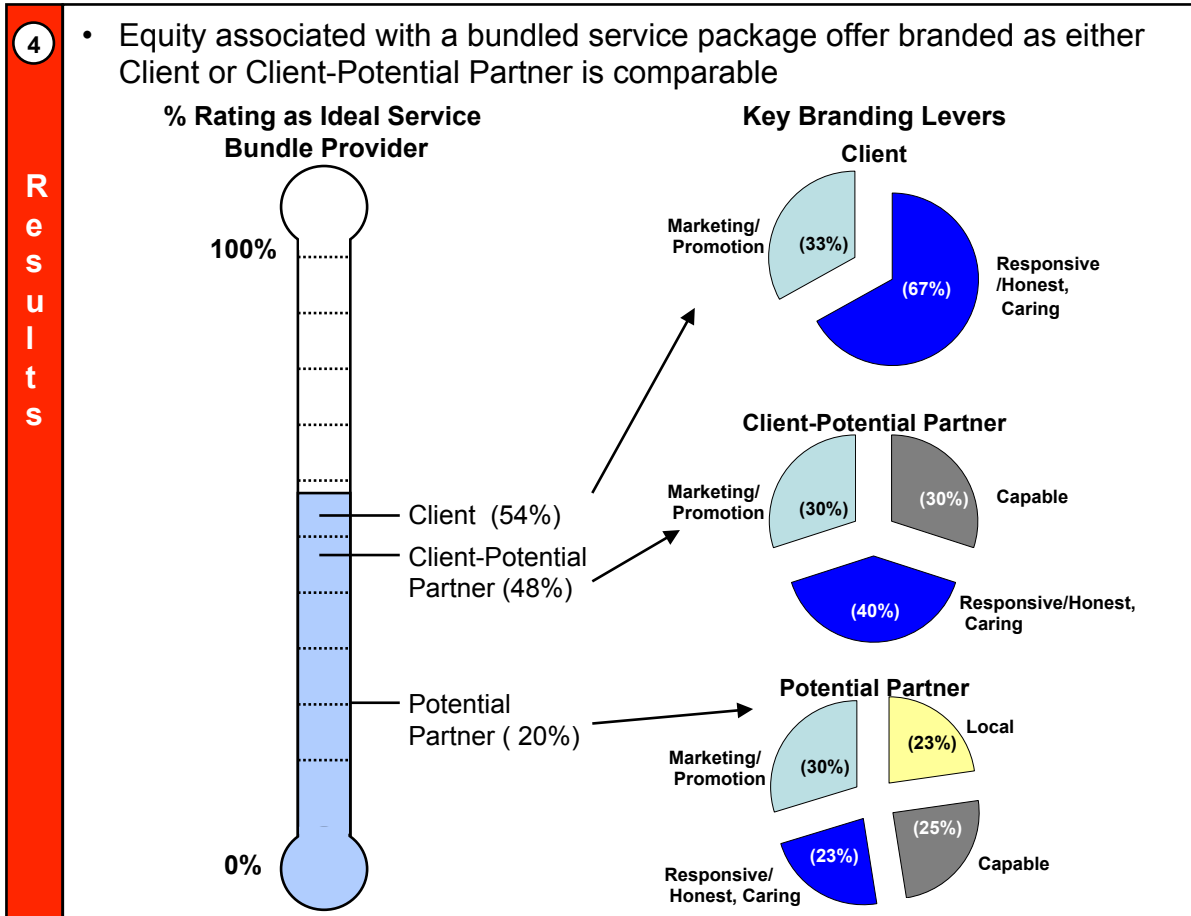 4
Results
• Equity associated with a bundled service package offer branded as either
Client or Client-Potential Partner is comparable
% Rating as Ideal Service
Bundle Provider
100%
Client (54%)
Client-Potential
Partner (48%)
Potential
Partner ( 20%)
0%
Key Branding Levers
Client
Marketing/
Promotion
(33%)
(67%)
Responsive
/Honest,
Caring
Client-Potential Partner
Marketing/
Promotion
(30%)
(30%)
Capable
(40%)
Responsive/Honest,
Caring
Potential Partner
Marketing/
Promotion
(30%)
(23%)
Local
Responsive/
Honest, Caring
(23%)
(25%)
Capable